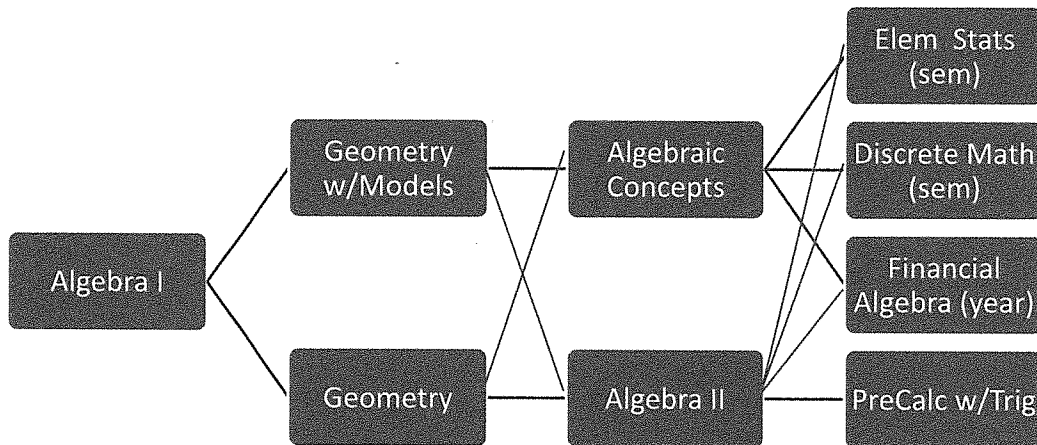 Algebra I
Geometry
w/Models
Geometry
Algebraic
Concepts
Algebra II
Elem Stats
(sem)
Discrete Math
(sem)
Financial
Algebra (year)
PreCalc w/Trig